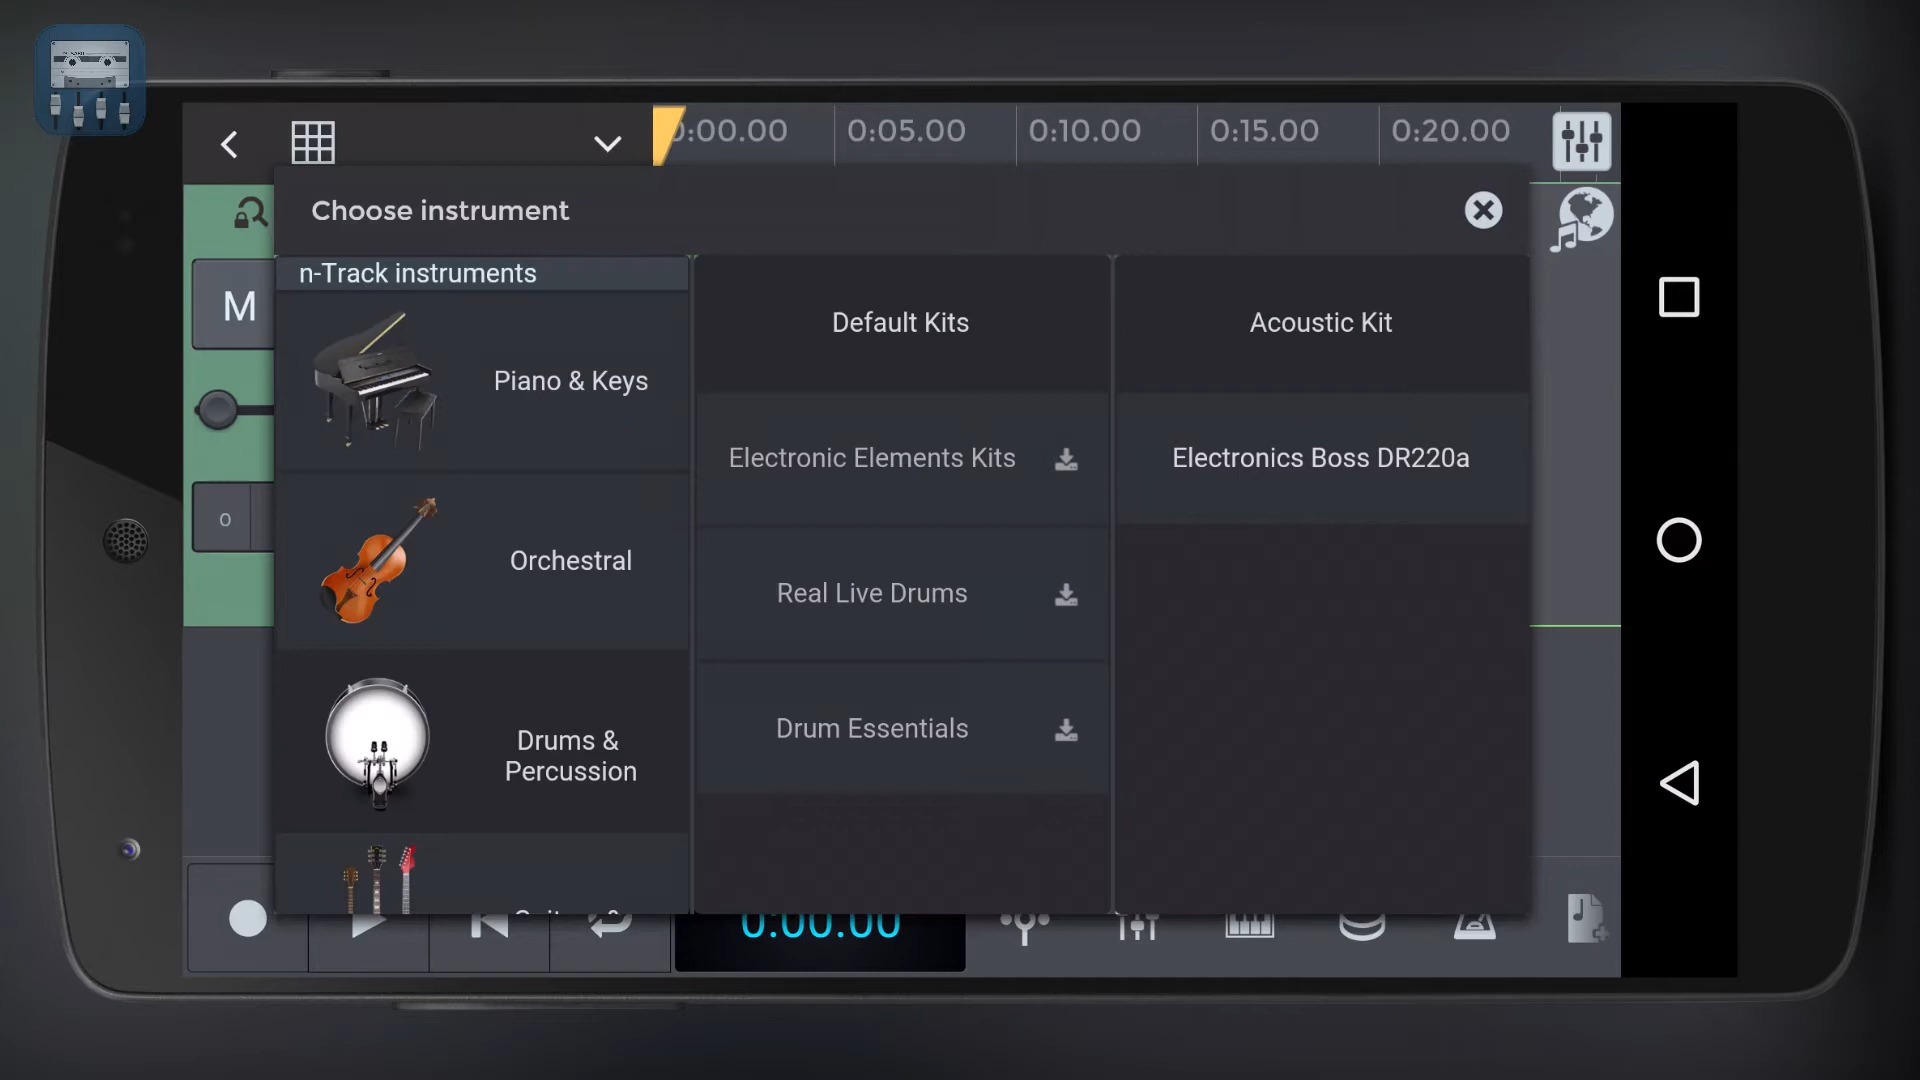 0:00.00
0:05.00
0:10.00
0:15.00
0:20.00
Choose instrument
n-Track instruments
M
Piano & Keys
Orchestral
Drums &
Percussion
Default Kits
Electronic Elements Kits
Real Live Drums
Drum Essentials
Acoustic Kit
Electronics Boss DR220a
0
0:00.00